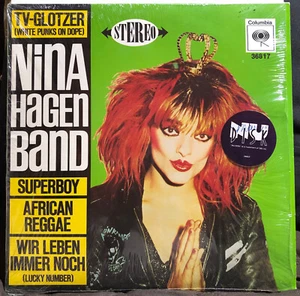 TV-GLOTZER
(WHITE PUNKS ON DOPE)
NINA
HAGEN
BAND
SUPERBOY
AFRICAN
REGGAE
WIR LEBEN
IMMER NOCH
(LUCKY NUMBER)
STEREO
Columbia
36817